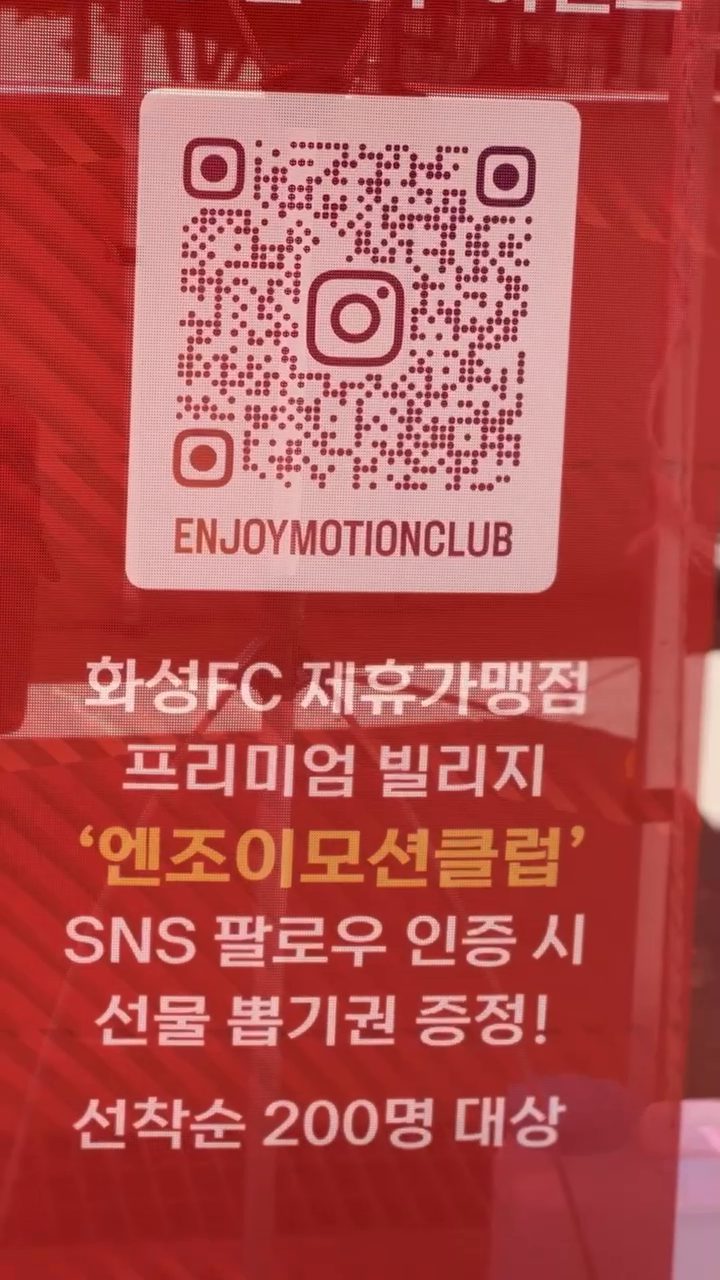 ENJOYMOTIONCLUB
화성FC 제휴가맹점
프리미엄 빌리지
‘엔조이모션클럽’
SNS 팔로우 인증 시
선물 뽑기권 증정!
선착순 200명 대상